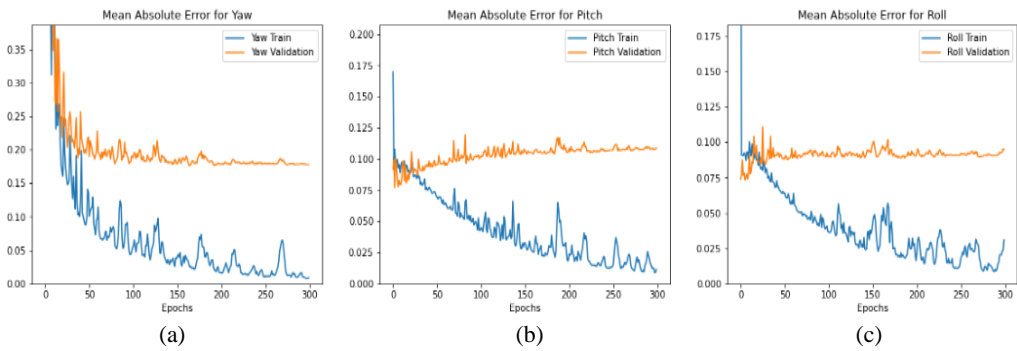 Mean Absolute Error for Yaw
Yaw Train
Yaw Validation
0.35
0.30
0.25
0.20
0.15
0.10
0.05
0.00
0 50 100 150 200 250 300
Epochs
(a)
Mean Absolute Error for Pitch
Pitch Train
Pitch Validation
0.200
0.175
0.150
0.125
0.100
0.075
0.050
0.025
0.000
0 50 100 150 200 250 300
Epochs
(b)
Mean Absolute Error for Roll
Roll Train
Roll Validation
0.175
0.150
0.125
0.100
0.075
0.050
0.025
0.000
0 50 100 150 200 250 300
Epochs
(c)